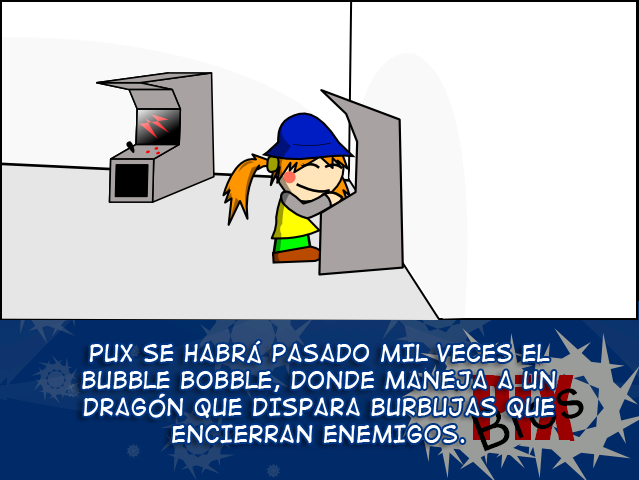 PUX SE HABRÁ PASADO MIL VECES EL
BUBBLE BOBBLE, DONDE MANEJA A UN
DRAGÓN QUE DISPARA BURBUJAS QUE
ENCIERRAN ENEMIGOS.
Bros